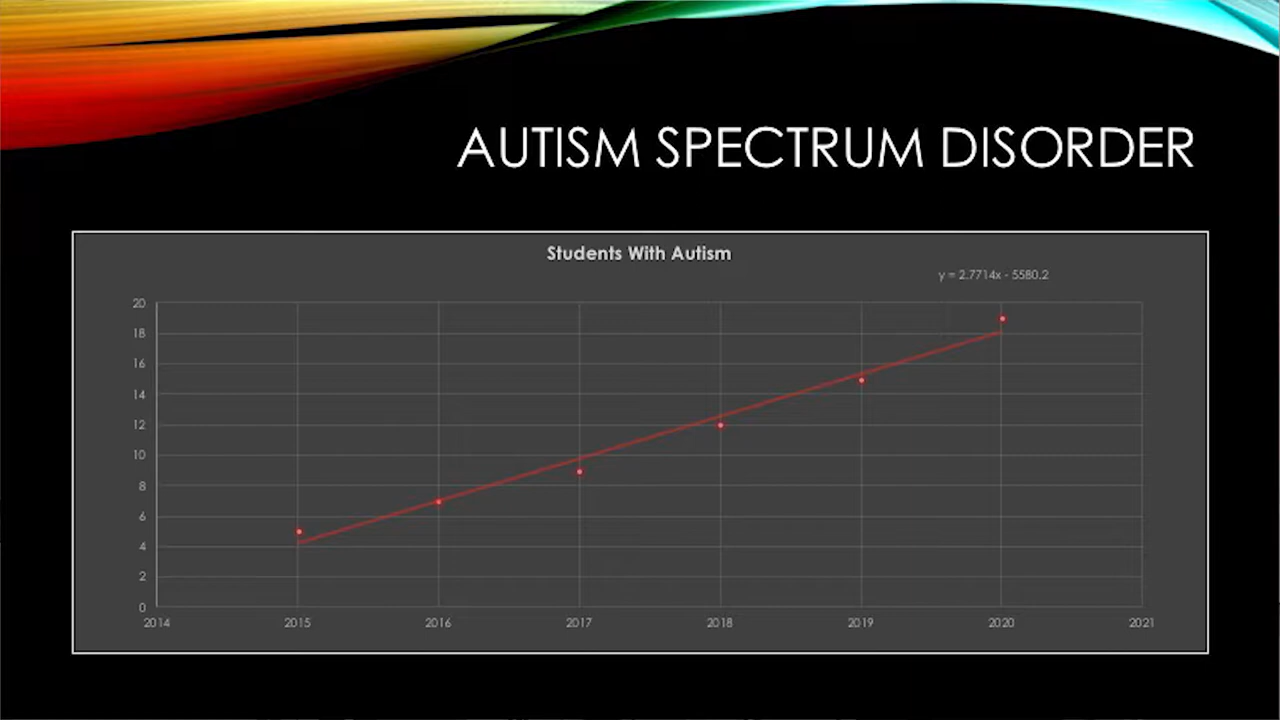 AUTISM SPECTRUM DISORDER
Students With Autism
y = 2.7714x - 5580.2
20
18
16
14
12
10
8
6
4
2
0
2014 2015 2016 2017 2018 2019 2020 2021